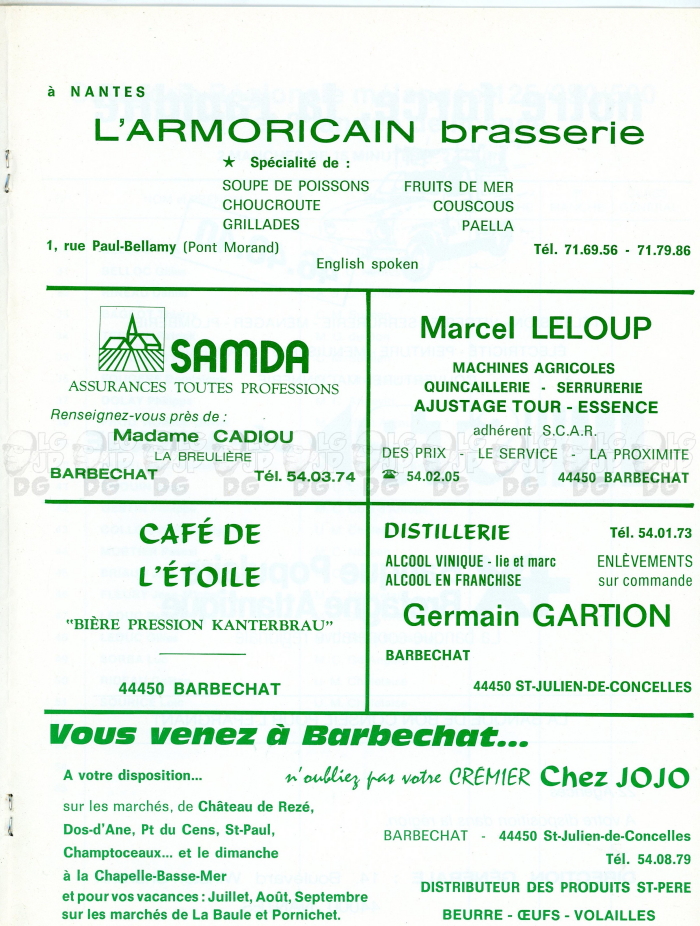 à NANTES
L'ARMORICAIN brasserie
★ Spécialité de :
SOUPE DE POISSONS FRUITS DE MER
CHOUCROUTE COUSCOUS
GRILLADES PAELLA
1, rue Paul-Bellamy (Pont Morand) Tél. 71.69.56 - 71.79.86
English spoken
SAMDA
ASSURANCES TOUTES PROFESSIONS
Renseignez-vous près de :
Madame CADIOU
LA BREULIÈRE
BARBECHAT Tél. 54.03.74
Marcel LELOUP
MACHINES AGRICOLES
QUINCAILLERIE - SERRURERIE
AJUSTAGE TOUR - ESSENCE
adhérent S.C.A.R.
DES PRIX - LE SERVICE - LA PROXIMITE
☎ 54.02.05 44450 BARBECHAT
CAFÉ DE
L'ÉTOILE
"BIÈRE PRESSION KANTERBRAU"
44450 BARBECHAT
DISTILLERIE Tél. 54.01.73
ALCOOL VINIQUE - lie et marc ENLÈVEMENTS
ALCOOL EN FRANCHISE sur commande
Germain GARTION
BARBECHAT
44450 ST-JULIEN-DE-CONCELLES
Vous venez à Barbechat...
A votre disposition... n'oubliez pas votre CRÉMIER Chez JOJO
sur les marchés, de Château de Rezé,
Dos-d'Ane, Pt du Cens, St-Paul,
Champtoceaux... et le dimanche
à la Chapelle-Basse-Mer
et pour vos vacances : Juillet, Août, Septembre
sur les marchés de La Baule et Pornichet.
BARBECHAT - 44450 St-Julien-de-Concelles
Tél. 54.08.79
DISTRIBUTEUR DES PRODUITS ST-PERE
BEURRE - ŒUFS - VOLAILLES